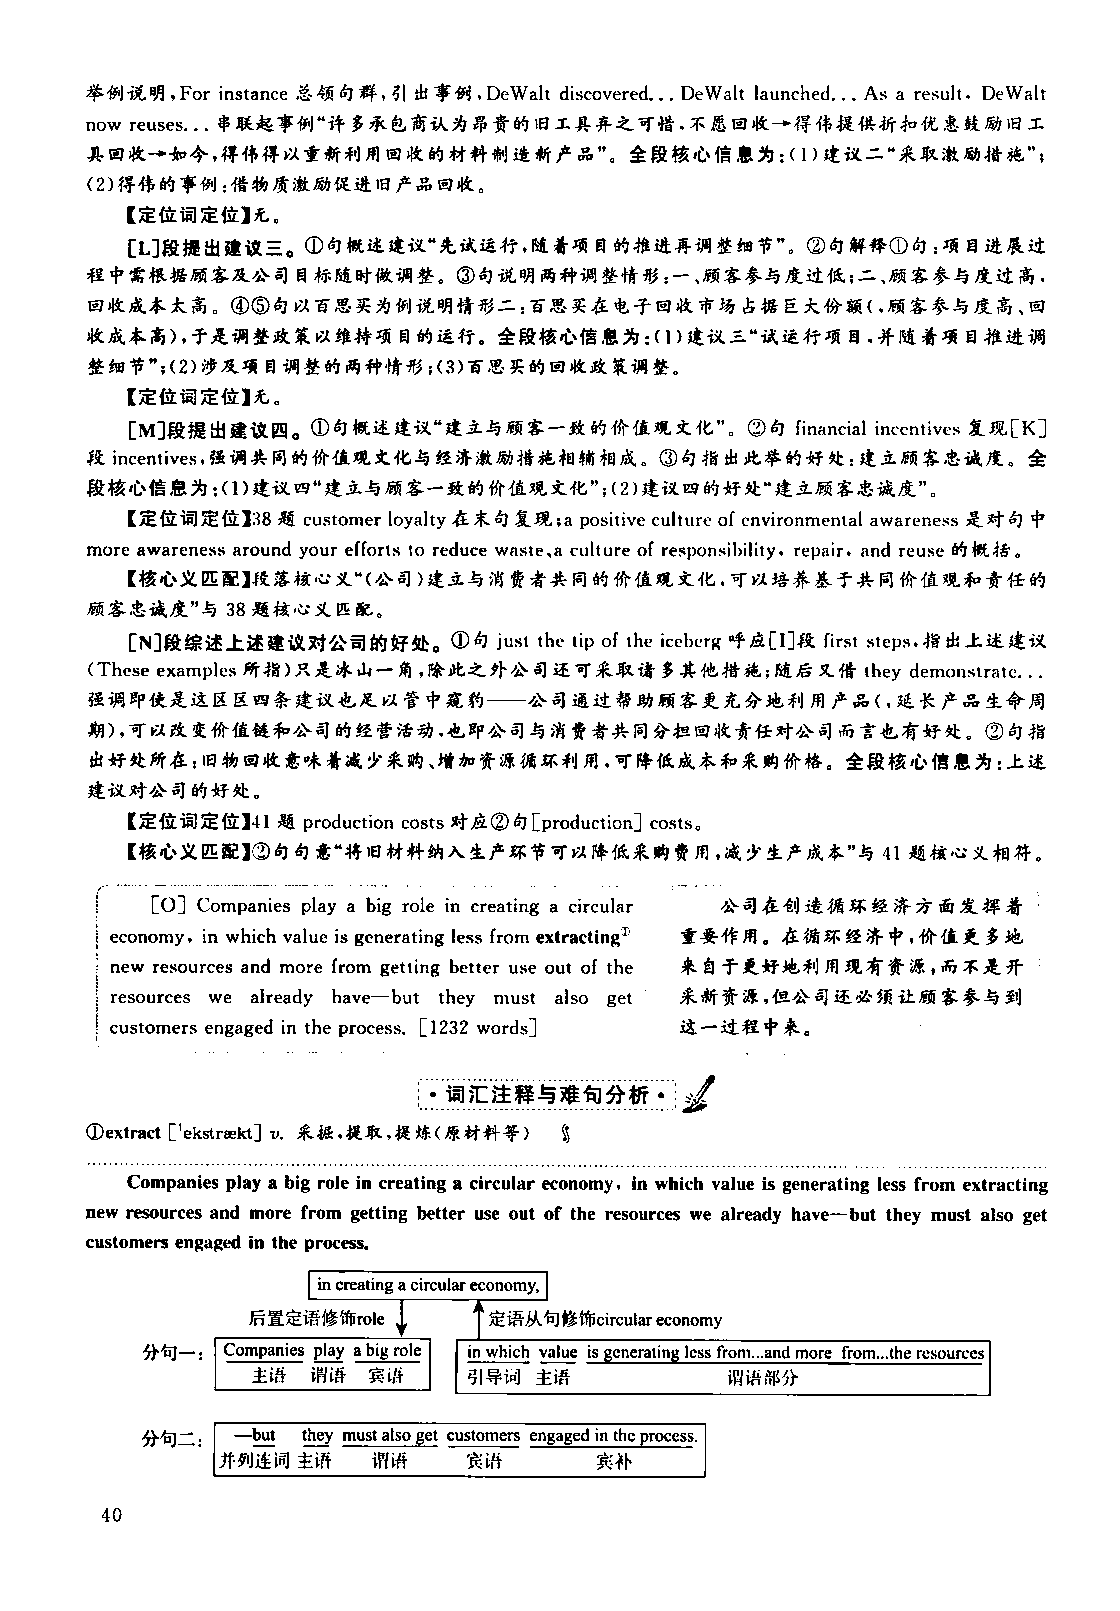 举例说明,For instance 总领句群,引出事例,DeWalt discovered... DeWalt launched... As a result, DeWalt
now reuses... 串联起事例“许多承包商认为昂贵的旧工具弃之可惜,不愿回收→得伟提供折扣优惠鼓励旧工
具回收→如今,得伟得以重新利用回收的材料制造新产品”。全段核心信息为:(1)建议二“采取激励措施”;
(2)得伟的事例:借物质激励促进旧产品回收。
【定位词定位】无。
[L]段提出建议三。①句概述建议“先试运行,随着项目的推进再调整细节”。②句解释①句:项目进展过
程中需根据顾客及公司目标随时做调整。③句说明两种调整情形:一、顾客参与度过低;二、顾客参与度过高,
回收成本太高。④⑤句以百思买为例说明情形二:百思买在电子回收市场占据巨大份额(,顾客参与度高、回
收成本高),于是调整政策以维持项目的运行。全段核心信息为:(1)建议三“试运行项目,并随着项目推进调
整细节”;(2)涉及项目调整的两种情形;(3)百思买的回收政策调整。
【定位词定位】无。
[M]段提出建议四。①句概述建议“建立与顾客一致的价值观文化”。②句 financial incentives 复现[K]
段 incentives,强调共同的价值观文化与经济激励措施相辅相成。③句指出此举的好处:建立顾客忠诚度。全
段核心信息为:(1)建议四“建立与顾客一致的价值观文化”;(2)建议四的好处“建立顾客忠诚度”。
【定位词定位】38 题 customer loyalty 在末句复现;a positive culture of environmental awareness 是对句中
more awareness around your efforts to reduce waste、a culture of responsibility, repair, and reuse 的概括。
【核心义匹配】段落核心义“(公司)建立与消费者共同的价值观文化,可以培养基于共同价值观和责任的
顾客忠诚度”与 38 题核心义匹配。
[N]段综述上述建议对公司的好处。①句 just the tip of the iceberg 呼应[I]段 first steps,指出上述建议
(These examples 所指)只是冰山一角,除此之外公司还可采取诸多其他措施;随后又借 they demonstrate...
强调即使是这区区四条建议也足以管中窥豹——公司通过帮助顾客更充分地利用产品(,延长产品生命周
期),可以改变价值链和公司的经营活动,也即公司与消费者共同分担回收责任对公司而言也有好处。②句指
出好处所在:旧物回收意味着减少采购、增加资源循环利用,可降低成本和采购价格。全段核心信息为:上述
建议对公司的好处。
【定位词定位】41 题 production costs 对应②句[production] costs。
【核心义匹配】②句句意“将旧材料纳入生产环节可以降低采购费用,减少生产成本”与 41 题核心义相符。
[O] Companies play a big role in creating a circular
economy, in which value is generating less from extracting①
new resources and more from getting better use out of the
resources we already have—but they must also get
customers engaged in the process. [1232 words]
公司在创造循环经济方面发挥着
重要作用。在循环经济中,价值更多地
来自于更好地利用现有资源,而不是开
采新资源,但公司还必须让顾客参与到
这一过程中来。
·词汇注释与难句分析·
①extract [ˈekstrækt] v. 采掘,提取,提炼(原材料等)
Companies play a big role in creating a circular economy, in which value is generating less from extracting
new resources and more from getting better use out of the resources we already have—but they must also get
customers engaged in the process.
in creating a circular economy,
后置定语修饰role 定语从句修饰circular economy
分句一: Companies play a big role in which value is generating less from...and more from...the resources
主语 谓语 宾语 引导词 主语 谓语部分
分句二: —but they must also get customers engaged in the process.
并列连词 主语 谓语 宾语 宾补
40